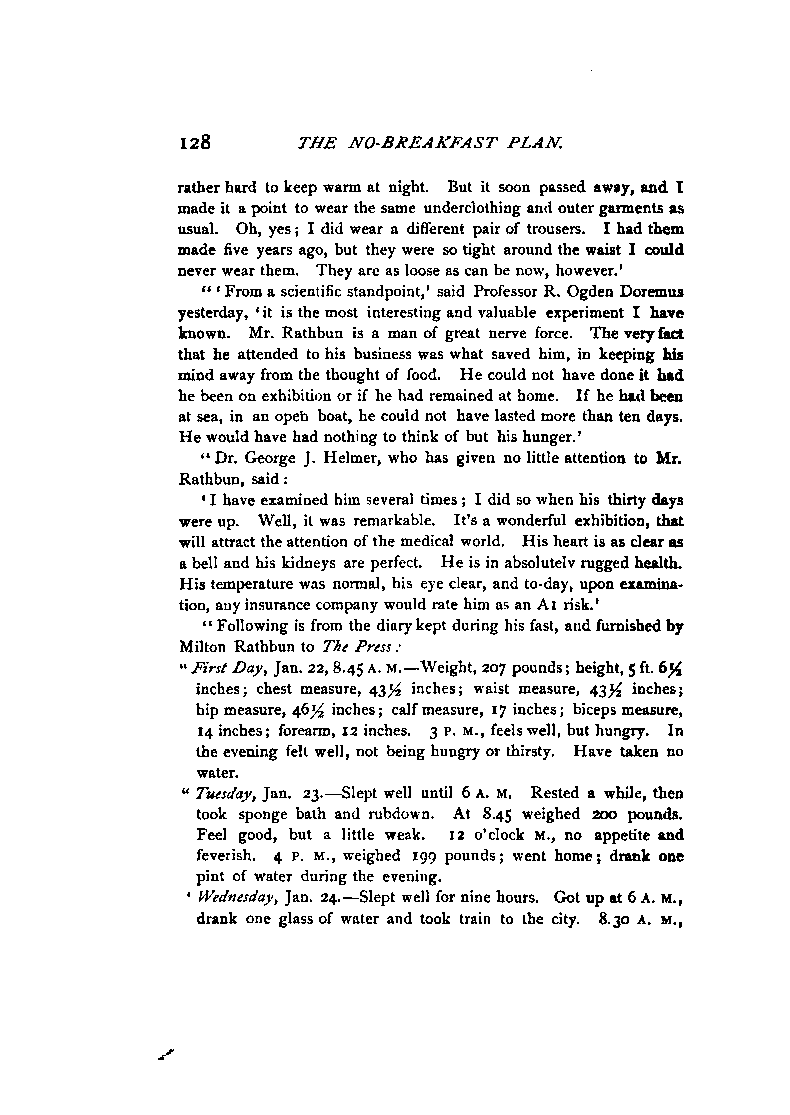 128 THE NO-BREAKFAST PLAN.
rather hard to keep warm at night. But it soon passed away, and I
made it a point to wear the same underclothing and outer garments as
usual. Oh, yes; I did wear a different pair of trousers. I had them
made five years ago, but they were so tight around the waist I could
never wear them. They are as loose as can be now, however.'
"'From a scientific standpoint,' said Professor R. Ogden Doremus
yesterday, 'it is the most interesting and valuable experiment I have
known. Mr. Rathbun is a man of great nerve force. The very fact
that he attended to his business was what saved him, in keeping his
mind away from the thought of food. He could not have done it had
he been on exhibition or if he had remained at home. If he had been
at sea, in an open boat, he could not have lasted more than ten days.
He would have had nothing to think of but his hunger.'
"Dr. George J. Helmer, who has given no little attention to Mr.
Rathbun, said:
'I have examined him several times; I did so when his thirty days
were up. Well, it was remarkable. It's a wonderful exhibition, that
will attract the attention of the medical world. His heart is as clear as
a bell and his kidneys are perfect. He is in absolutely rugged health.
His temperature was normal, his eye clear, and to-day, upon examina-
tion, any insurance company would rate him as an A1 risk.'
"Following is from the diary kept during his fast, and furnished by
Milton Rathbun to The Press:
"First Day, Jan. 22, 8.45 A. M.—Weight, 207 pounds; height, 5 ft. 6½
inches; chest measure, 43½ inches; waist measure, 43½ inches;
hip measure, 46½ inches; calf measure, 17 inches; biceps measure,
14 inches; forearm, 12 inches. 3 P. M., feels well, but hungry. In
the evening felt well, not being hungry or thirsty. Have taken no
water.
"Tuesday, Jan. 23.—Slept well until 6 A. M. Rested a while, then
took sponge bath and rubdown. At 8.45 weighed 200 pounds.
Feel good, but a little weak. 12 o'clock M., no appetite and
feverish. 4 P. M., weighed 199 pounds; went home; drank one
pint of water during the evening.
'Wednesday, Jan. 24.—Slept well for nine hours. Got up at 6 A. M.,
drank one glass of water and took train to the city. 8.30 A. M.,